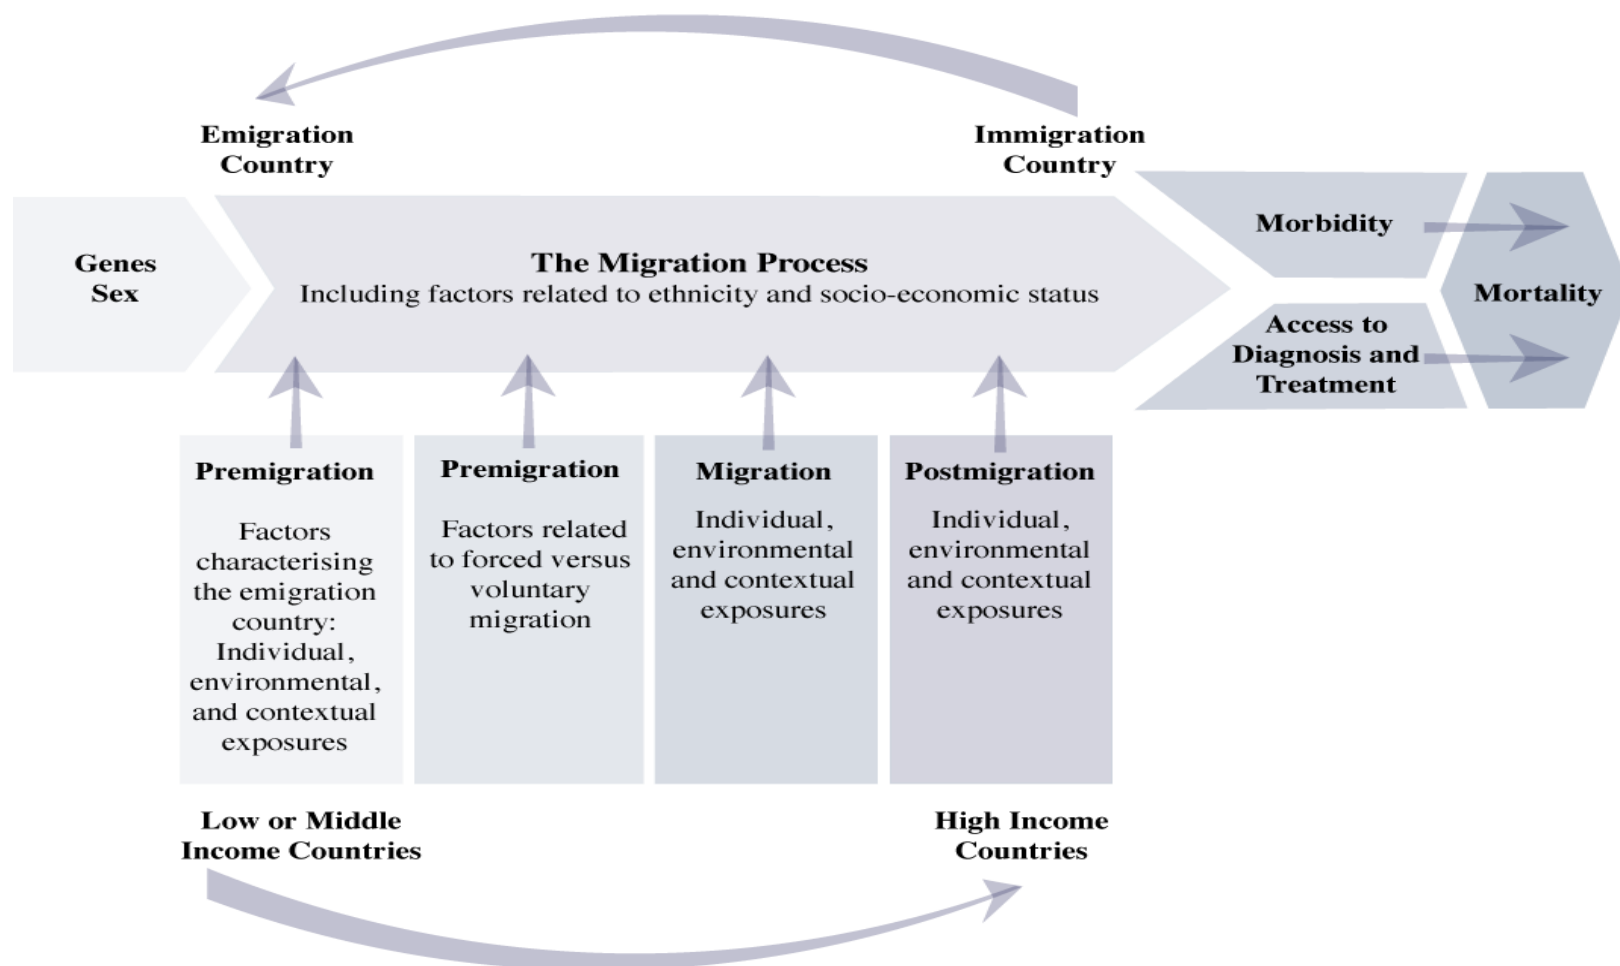 Emigration
Country
Immigration
Country
Genes
Sex
The Migration Process
Including factors related to ethnicity and socio-economic status
Morbidity
Access to
Diagnosis and
Treatment
Mortality
Premigration
Factors
characterising
the emigration
country:
Individual,
environmental,
and contextual
exposures
Premigration
Factors related
to forced versus
voluntary
migration
Migration
Individual,
environmental
and contextual
exposures
Postmigration
Individual,
environmental
and contextual
exposures
Low or Middle
Income Countries
High Income
Countries